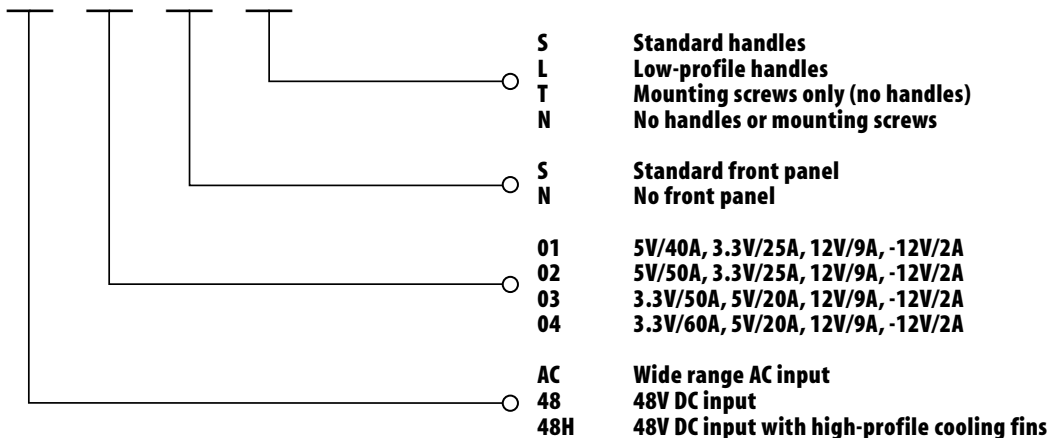 S Standard handles
L Low-profile handles
T Mounting screws only (no handles)
N No handles or mounting screws
S Standard front panel
N No front panel
01 5V/40A, 3.3V/25A, 12V/9A, -12V/2A
02 5V/50A, 3.3V/25A, 12V/9A, -12V/2A
03 3.3V/50A, 5V/20A, 12V/9A, -12V/2A
04 3.3V/60A, 5V/20A, 12V/9A, -12V/2A
AC Wide range AC input
48 48V DC input
48H 48V DC input with high-profile cooling fins